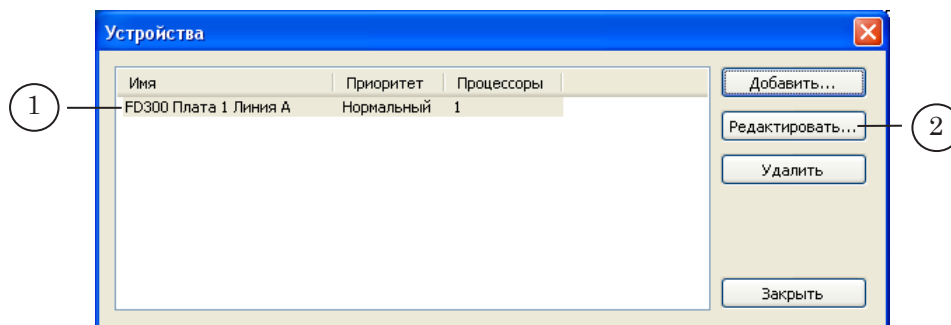 Устройства
Имя Приоритет Процессоры
1 FD300 Плата 1 Линия A Нормальный 1
Добавить...
Редактировать... 2
Удалить
Закрыть